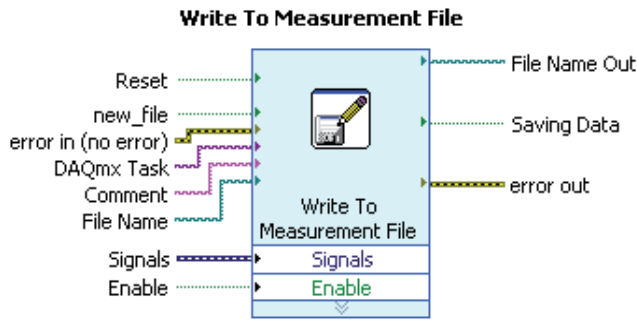 Write To Measurement File
Reset
new_file
error in (no error)
DAQmx Task
Comment
File Name
Signals
Enable
Write To
Measurement File
Signals
Enable
File Name Out
Saving Data
error out